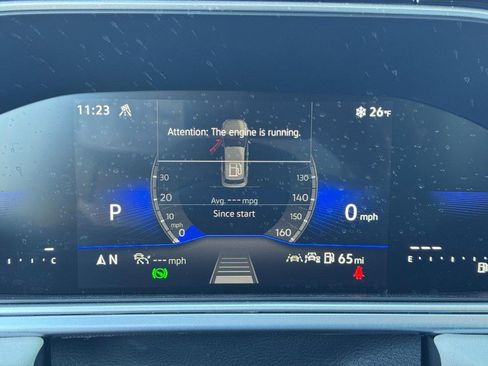 11:23
26°F
Attention: The engine is running.
30
130
20
Avg. --- mpg
140
P
0 mph
10
Since start
150
mph
0
160
C
E
N
--- mph
65 mi